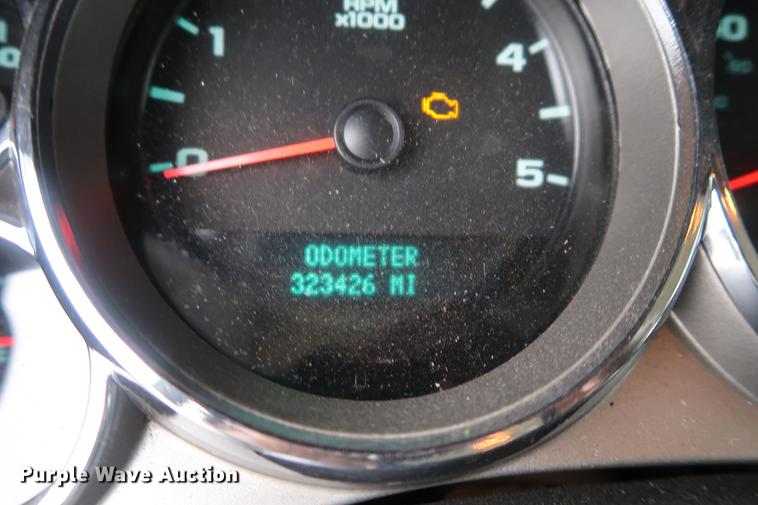 RPM
x1000
1
4
0
5
ODOMETER
323426 MI
Purple Wave Auction